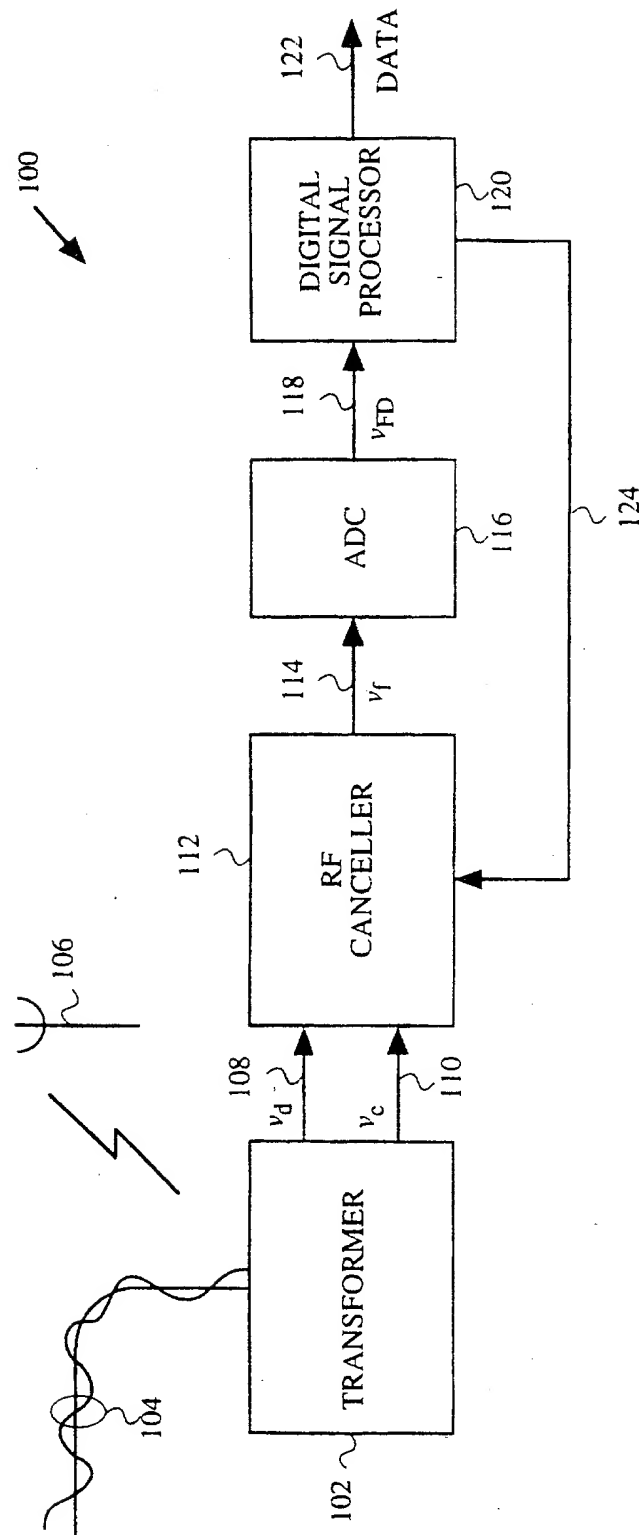 100
106
104
TRANSFORMER
102
v_d
108
v_c
110
112
RF
CANCELLER
114
v_f
ADC
116
118
v_FD
DIGITAL
SIGNAL
PROCESSOR
120
122
DATA
124